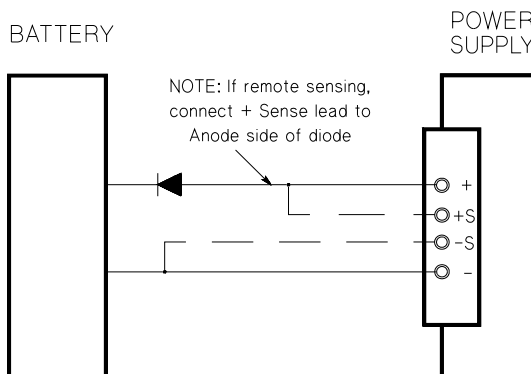 BATTERY
POWER
SUPPLY
NOTE: If remote sensing,
connect + Sense lead to
Anode side of diode
+
+S
-S
-